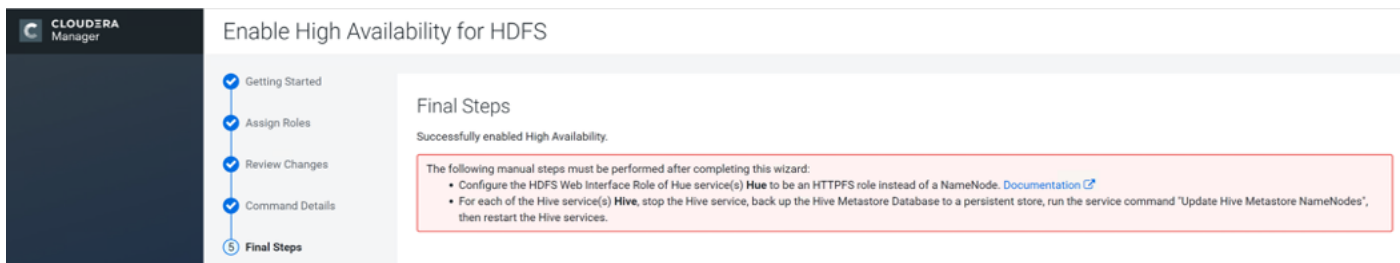 CLOUDERA
Manager
Enable High Availability for HDFS
Getting Started
Assign Roles
Review Changes
Command Details
5 Final Steps
Final Steps
Successfully enabled High Availability.
The following manual steps must be performed after completing this wizard:
• Configure the HDFS Web Interface Role of Hue service(s) Hue to be an HTTPFS role instead of a NameNode. Documentation
• For each of the Hive service(s) Hive, stop the Hive service, back up the Hive Metastore Database to a persistent store, run the service command "Update Hive Metastore NameNodes",
then restart the Hive services.